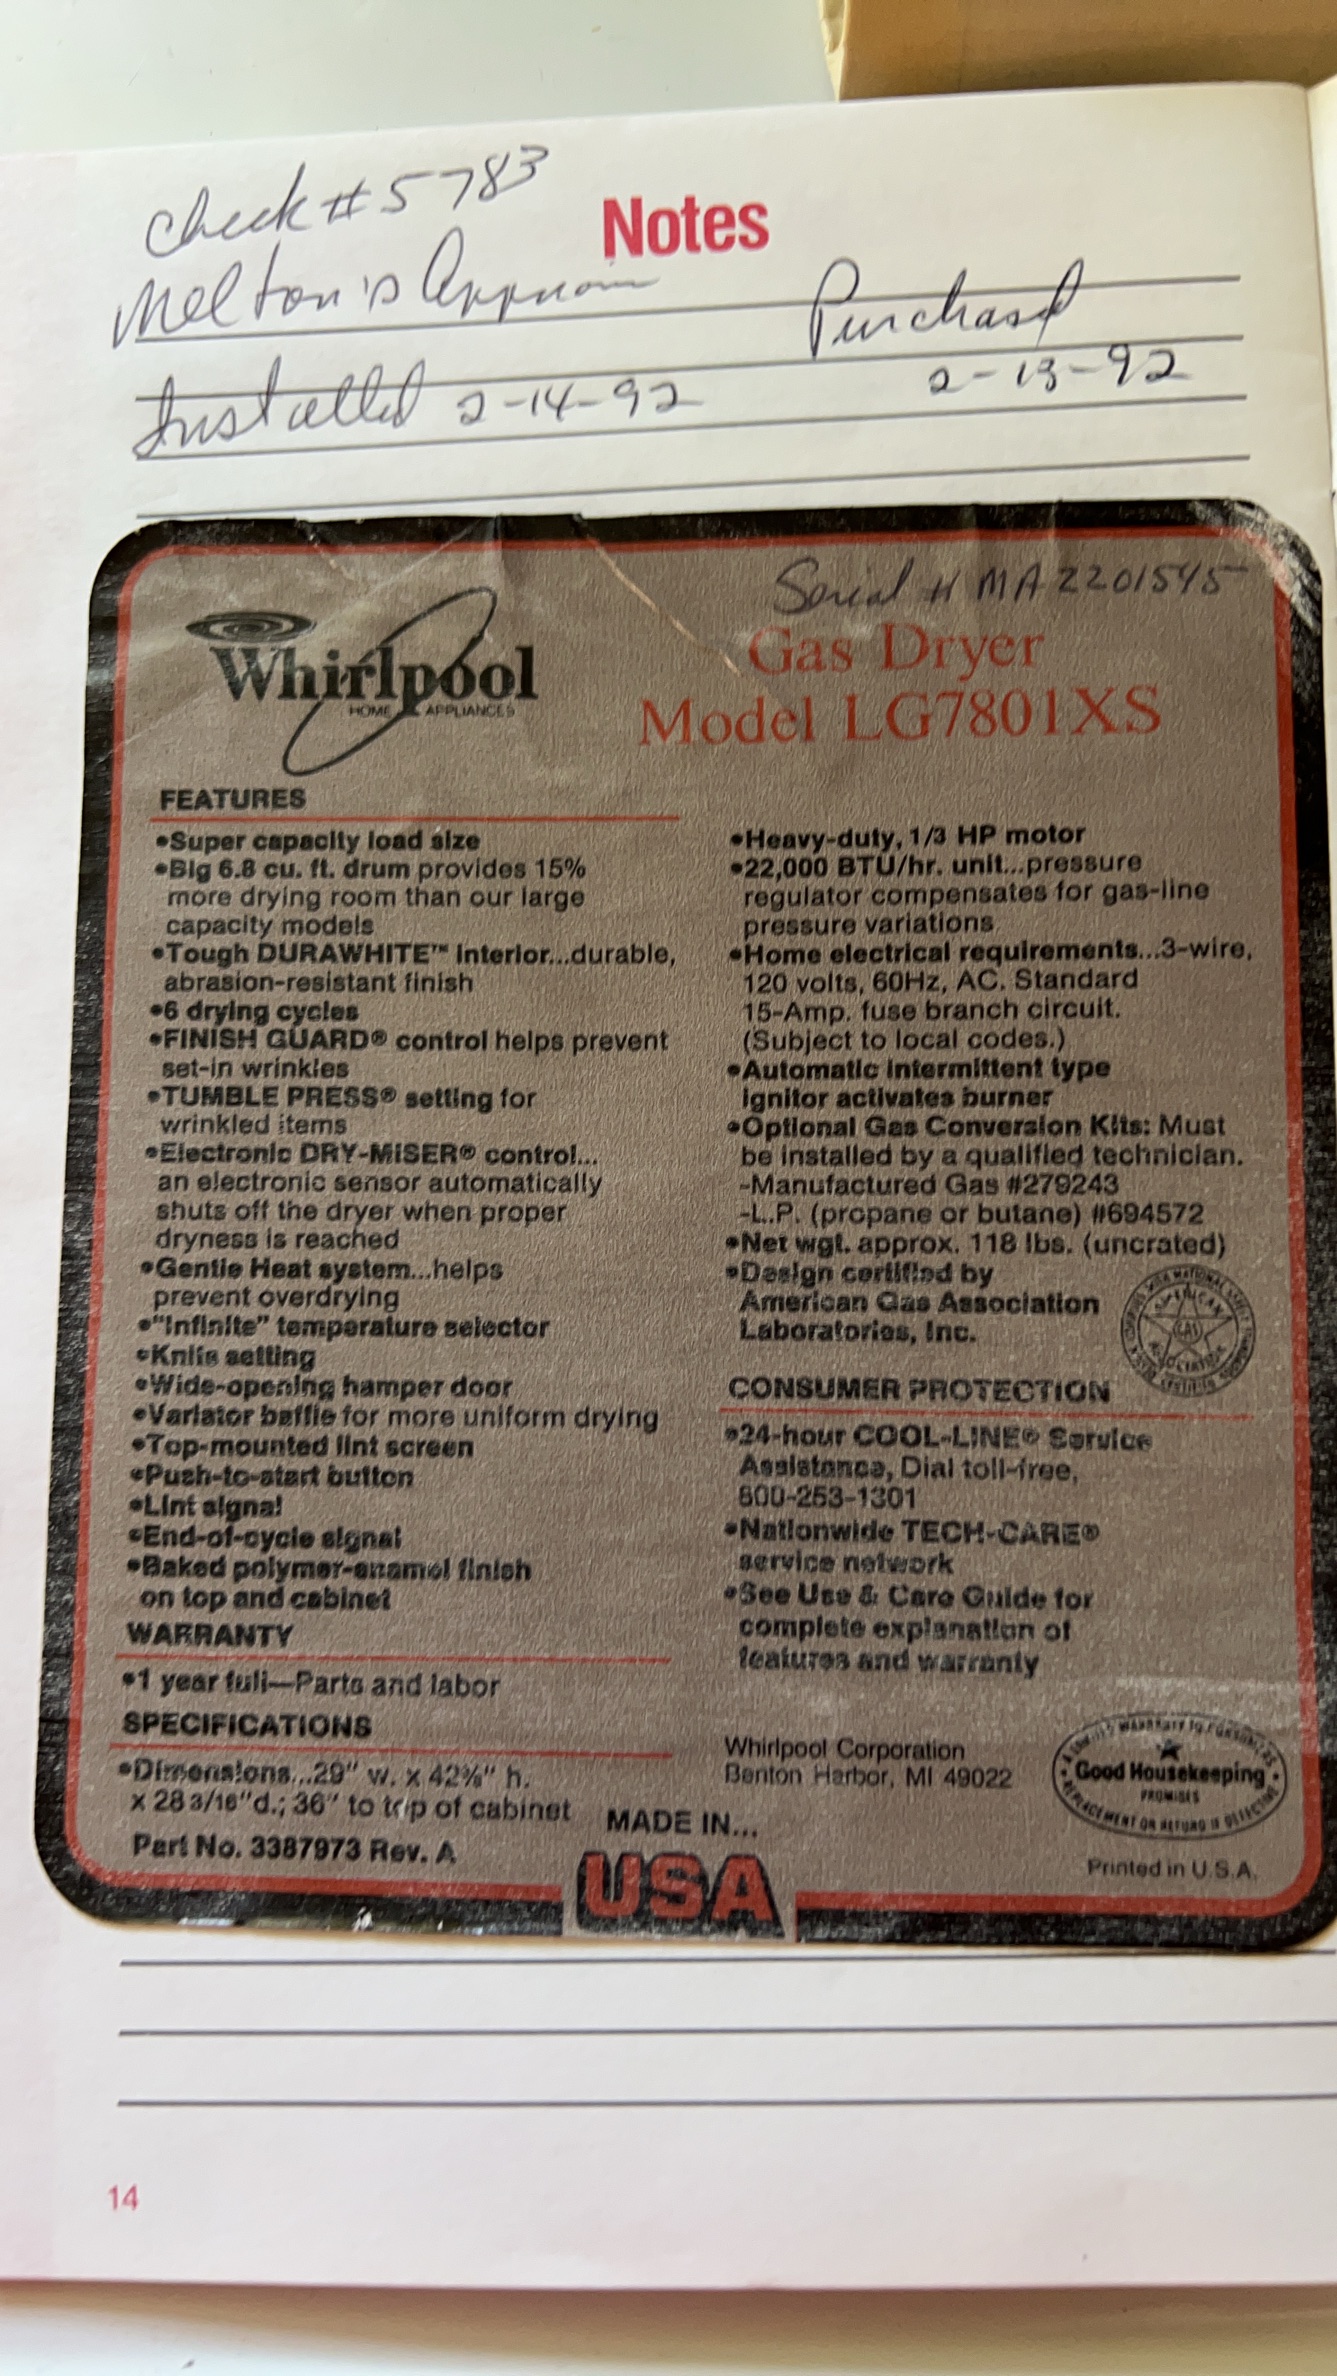 Check # 5783
Notes
Melton's
Purchased
Installed 2-14-92
2-13-92
Serial # MA2201545
Whirlpool
HOME APPLIANCES
Gas Dryer
Model LG7801XS
FEATURES
•Super capacity load size
•Big 6.8 cu. ft. drum provides 15%
more drying room than our large
capacity models
•Tough DURAWHITE™ interior...durable,
abrasion-resistant finish
•6 drying cycles
•FINISH GUARD® control helps prevent
set-in wrinkles
•TUMBLE PRESS® setting for
wrinkled items
•Electronic DRY-MISER® control...
an electronic sensor automatically
shuts off the dryer when proper
dryness is reached
•Gentle Heat system...helps
prevent overdrying
•"Infinite" temperature selector
•Knits setting
•Wide-opening hamper door
•Variator baffle for more uniform drying
•Top-mounted lint screen
•Push-to-start button
•Lint signal
•End-of-cycle signal
•Baked polymer-enamel finish
on top and cabinet
WARRANTY
•1 year full—Parts and labor
SPECIFICATIONS
•Dimensions...29" w. x 42⅜" h.
x 28 3/16"d.; 36" to top of cabinet
Part No. 3387973 Rev. A
•Heavy-duty, 1/3 HP motor
•22,000 BTU/hr. unit...pressure
regulator compensates for gas-line
pressure variations
•Home electrical requirements...3-wire,
120 volts, 60Hz, AC. Standard
15-Amp. fuse branch circuit.
(Subject to local codes.)
•Automatic intermittent type
ignitor activates burner
•Optional Gas Conversion Kits: Must
be installed by a qualified technician.
-Manufactured Gas #279243
-L.P. (propane or butane) #694572
•Net wgt. approx. 118 lbs. (uncrated)
•Design certified by
American Gas Association
Laboratories, Inc.
AMERICAN
ASSOCIATION
CONSUMER PROTECTION
•24-hour COOL-LINE® Service
Assistance, Dial toll-free,
800-253-1301
•Nationwide TECH-CARE®
service network
•See Use & Care Guide for
complete explanation of
features and warranty
Whirlpool Corporation
Benton Harbor, MI 49022
A LIMITED WARRANTY TO CONSUMERS
Good Housekeeping
PROMISES
REPLACEMENT OR REFUND IF DEFECTIVE
MADE IN...
USA
Printed in U.S.A.
14